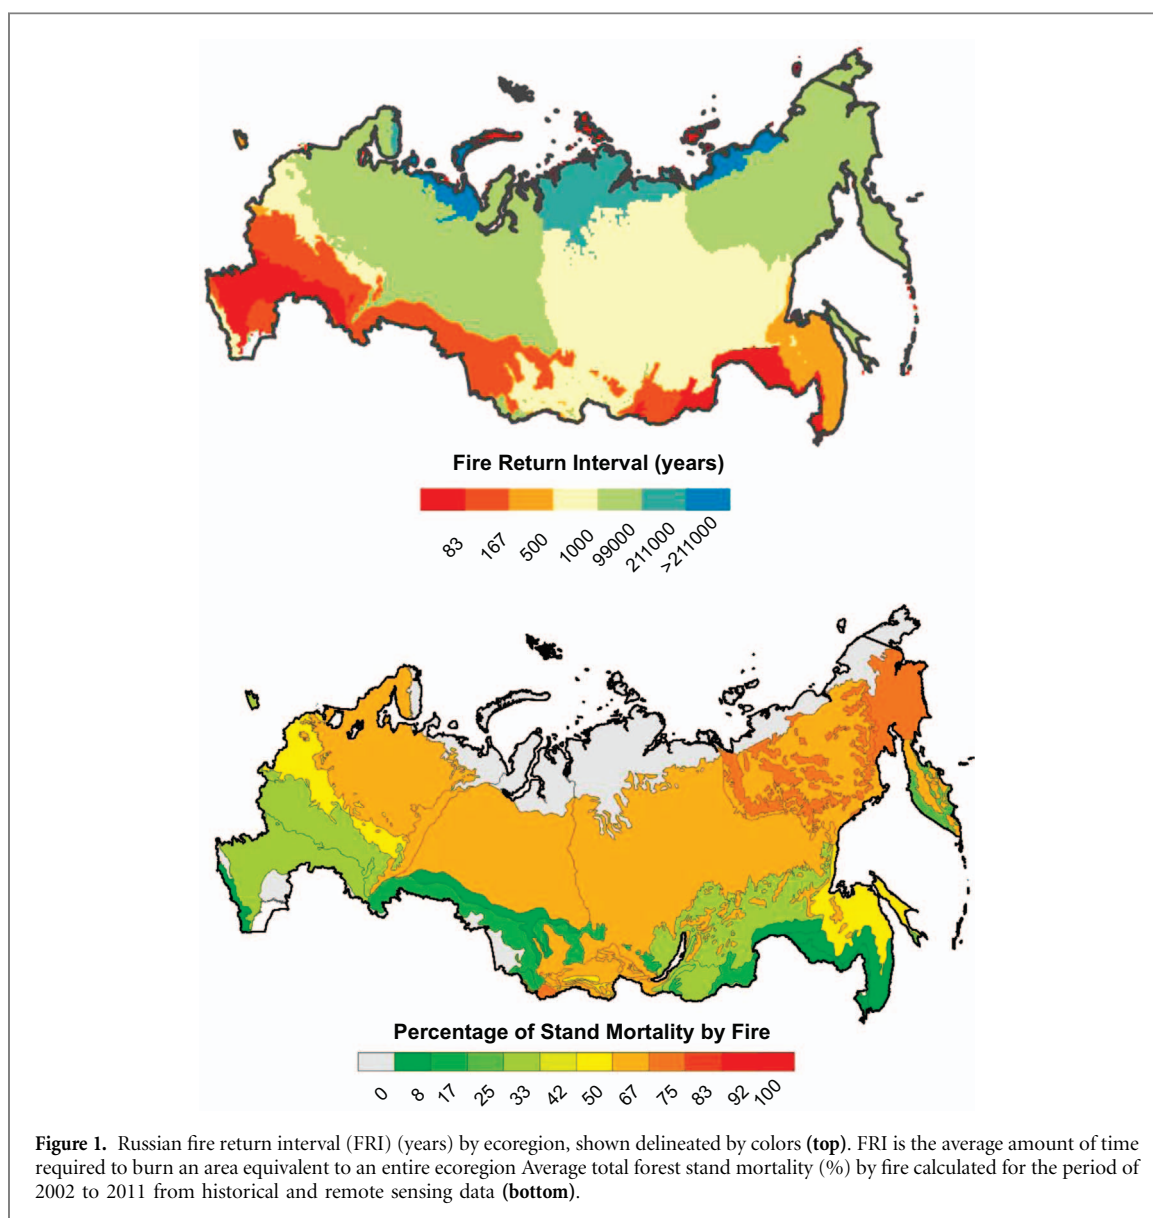 Fire Return Interval (years)
83 167 500 1000 99000 211000 >211000
Percentage of Stand Mortality by Fire
0 8 17 25 33 42 50 67 75 83 92 100
Figure 1. Russian fire return interval (FRI) (years) by ecoregion, shown delineated by colors (top). FRI is the average amount of time
required to burn an area equivalent to an entire ecoregion Average total forest stand mortality (%) by fire calculated for the period of
2002 to 2011 from historical and remote sensing data (bottom).